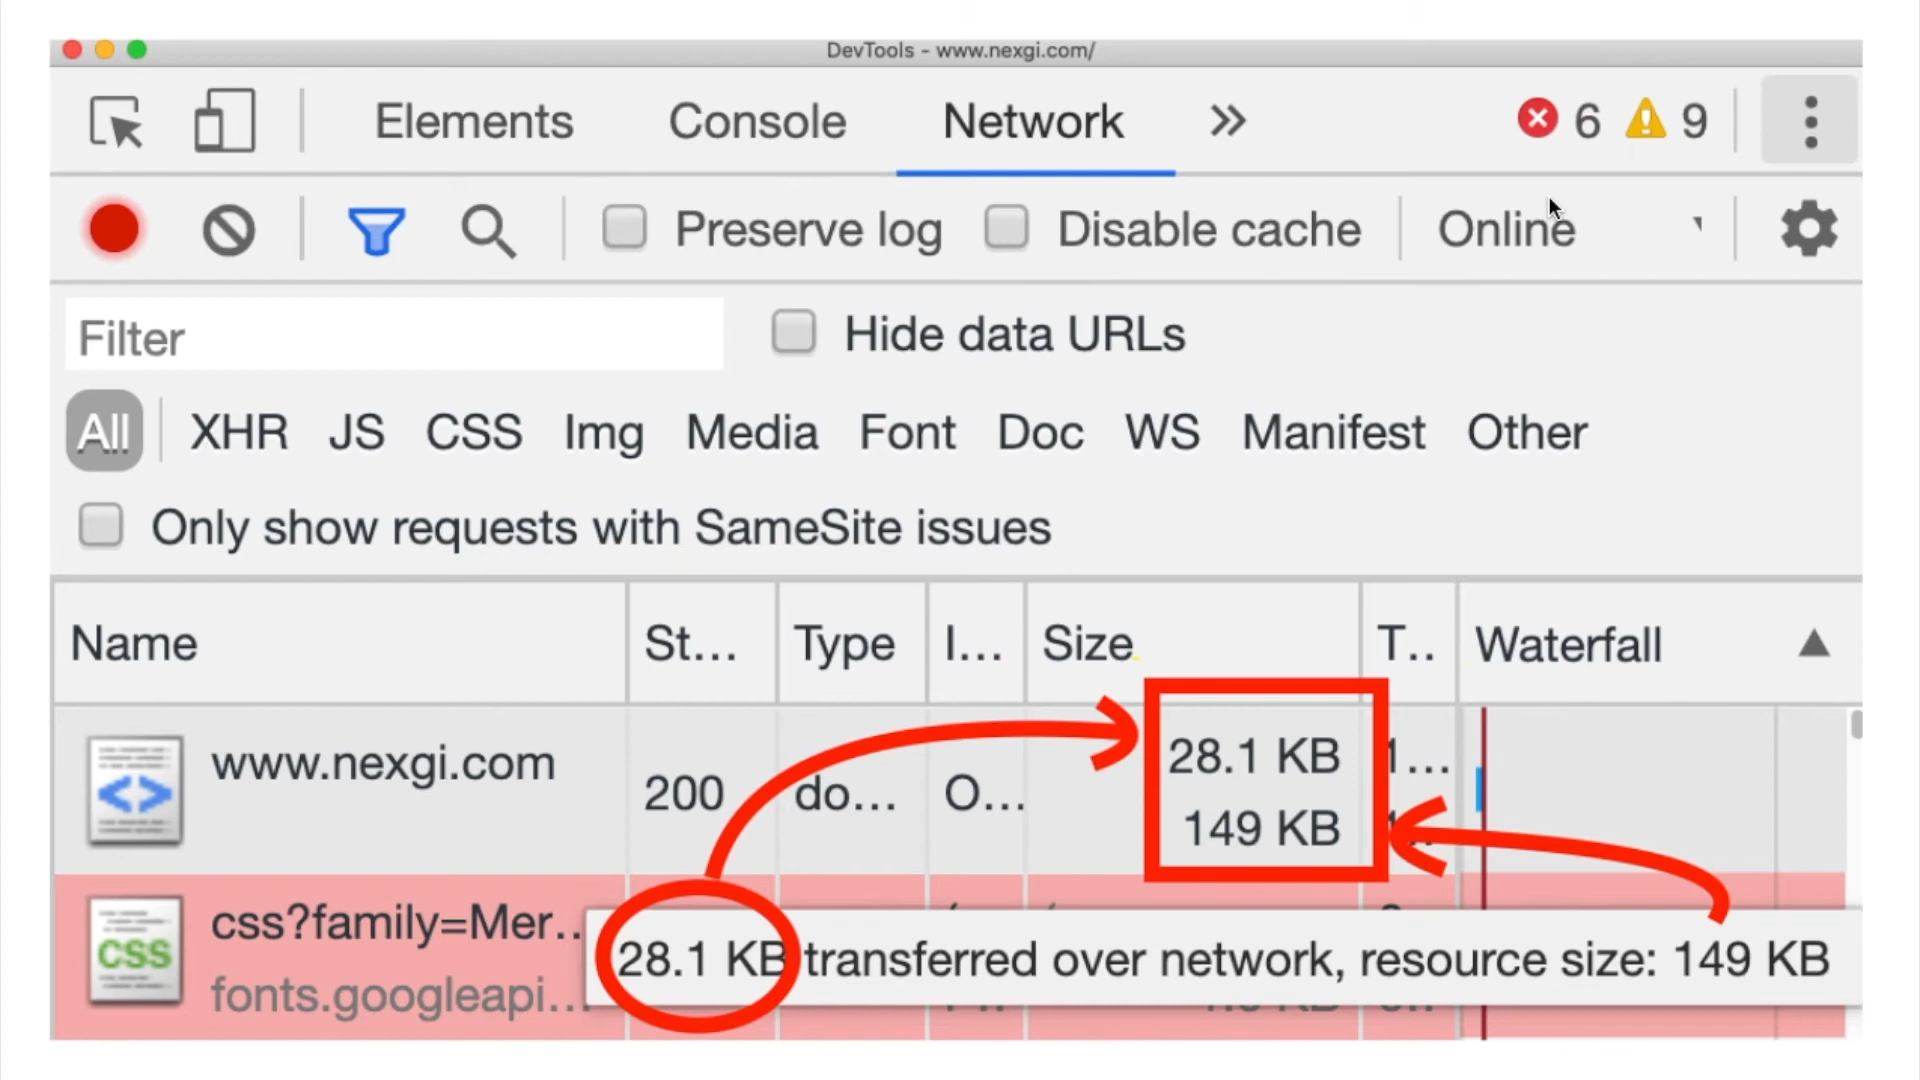 DevTools - www.nexgi.com/
Elements Console Network » 6 9
Preserve log Disable cache Online
Filter Hide data URLs
All XHR JS CSS Img Media Font Doc WS Manifest Other
Only show requests with SameSite issues
Name St... Type I... Size T.. Waterfall
www.nexgi.com 200 do... O... 28.1 KB 1...
149 KB
CSS css?family=Mer..
28.1 KB transferred over network, resource size: 149 KB
fonts.googleapi...